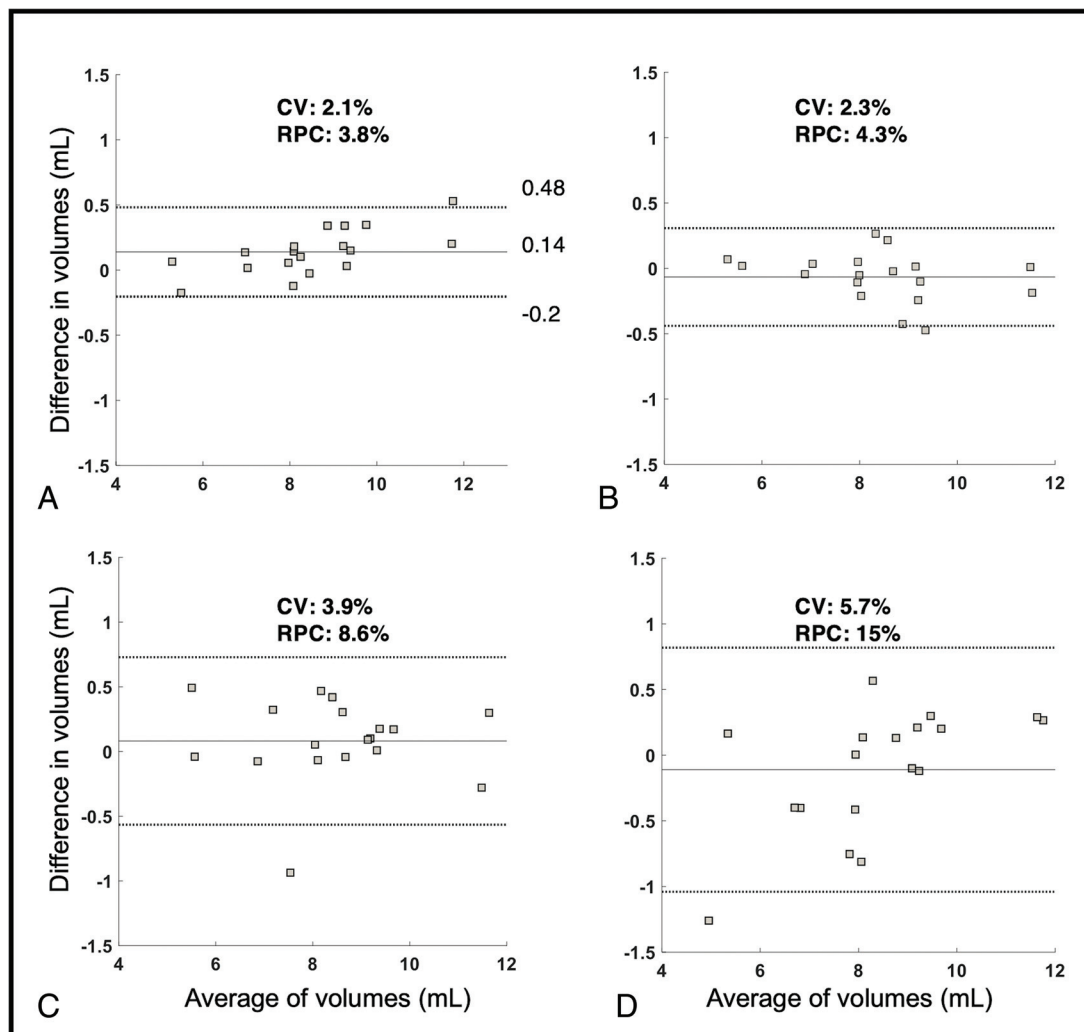 1.5
CV: 2.1%
RPC: 3.8%
1
0.5
0
-0.5
-1
-1.5
4 6 8 10 12
0.48
0.14
-0.2
Difference in volumes (mL)
A
1.5
CV: 2.3%
RPC: 4.3%
1
0.5
0
-0.5
-1
-1.5
4 6 8 10 12
B
1.5
CV: 3.9%
RPC: 8.6%
1
0.5
0
-0.5
-1
-1.5
4 6 8 10 12
Difference in volumes (mL)
Average of volumes (mL)
C
1.5
CV: 5.7%
RPC: 15%
1
0.5
0
-0.5
-1
-1.5
4 6 8 10 12
Average of volumes (mL)
D